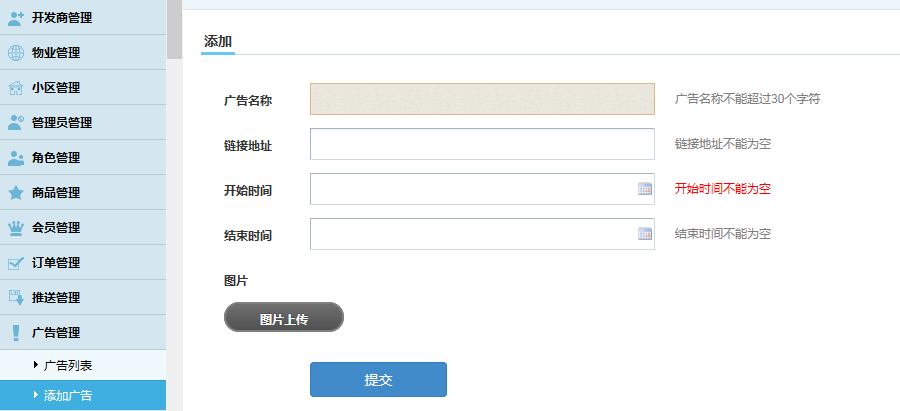 开发商管理
物业管理
小区管理
管理员管理
角色管理
商品管理
会员管理
订单管理
推送管理
广告管理
广告列表
添加广告
添加
广告名称 广告名称不能超过30个字符
链接地址 链接地址不能为空
开始时间 开始时间不能为空
结束时间 结束时间不能为空
图片
图片上传
提交